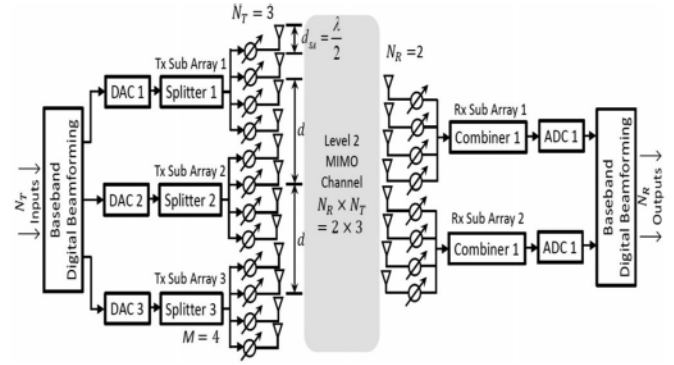 N_T = 3
d_sx = λ/2
N_R = 2
Tx Sub Array 1
DAC 1
Splitter 1
Rx Sub Array 1
Combiner 1
ADC 1
d
Level 2
MIMO
Channel
N_R × N_T
= 2 × 3
Tx Sub Array 2
DAC 2
Splitter 2
N_T
Inputs
Baseband
Digital Beamforming
Baseband
Digital Beamforming
N_R
Outputs
d
Rx Sub Array 2
Combiner 1
ADC 1
Tx Sub Array 3
DAC 3
Splitter 3
M = 4